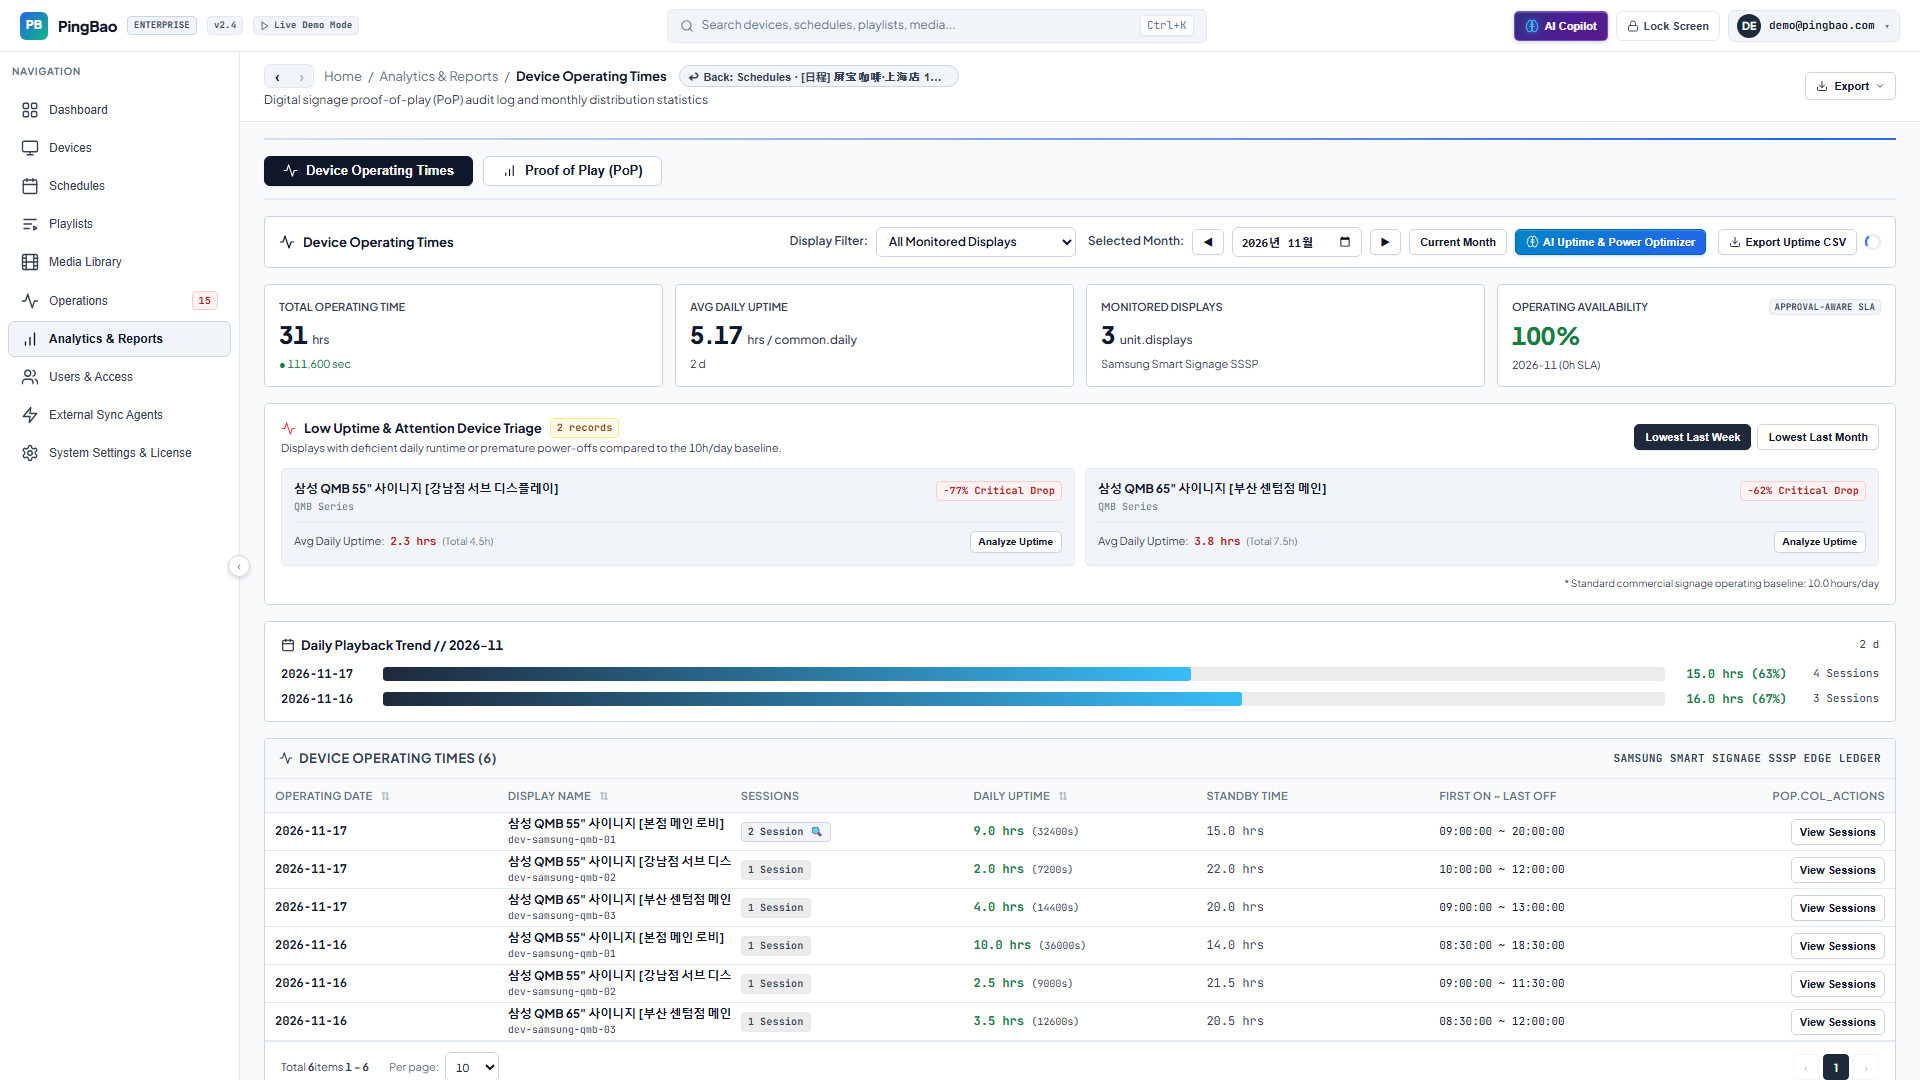 PB PingBao ENTERPRISE v2.4 Live Demo Mode
Search devices, schedules, playlists, media... Ctrl+K
AI Copilot Lock Screen DE demo@pingbao.com
NAVIGATION
Dashboard
Devices
Schedules
Playlists
Media Library
Operations 15
Analytics & Reports
Users & Access
External Sync Agents
System Settings & License
Home / Analytics & Reports / Device Operating Times Back: Schedules · [日程] 屏宝咖啡·上海店 1...
Digital signage proof-of-play (PoP) audit log and monthly distribution statistics
Export
Device Operating Times Proof of Play (PoP)
Device Operating Times Display Filter: All Monitored Displays Selected Month: ◀ 2026년 11월 ▶ Current Month AI Uptime & Power Optimizer Export Uptime CSV
TOTAL OPERATING TIME
31 hrs
● 111,600 sec
AVG DAILY UPTIME
5.17 hrs / common.daily
2 d
MONITORED DISPLAYS
3 unit.displays
Samsung Smart Signage SSSP
OPERATING AVAILABILITY APPROVAL-AWARE SLA
100%
2026-11 (0h SLA)
Low Uptime & Attention Device Triage 2 records
Displays with deficient daily runtime or premature power-offs compared to the 10h/day baseline.
Lowest Last Week Lowest Last Month
삼성 QMB 55" 사이니지 [강남점 서브 디스플레이] -77% Critical Drop
QMB Series
Avg Daily Uptime: 2.3 hrs (Total 4.5h) Analyze Uptime
삼성 QMB 65" 사이니지 [부산 센텀점 메인] -62% Critical Drop
QMB Series
Avg Daily Uptime: 3.8 hrs (Total 7.5h) Analyze Uptime
* Standard commercial signage operating baseline: 10.0 hours/day
Daily Playback Trend // 2026-11 2 d
2026-11-17 15.0 hrs (63%) 4 Sessions
2026-11-16 16.0 hrs (67%) 3 Sessions
DEVICE OPERATING TIMES (6) SAMSUNG SMART SIGNAGE SSSP EDGE LEDGER
OPERATING DATE DISPLAY NAME SESSIONS DAILY UPTIME STANDBY TIME FIRST ON ~ LAST OFF POP.COL_ACTIONS
2026-11-17 삼성 QMB 55" 사이니지 [본점 메인 로비] 2 Session 9.0 hrs (32400s) 15.0 hrs 09:00:00 ~ 20:00:00 View Sessions
dev-samsung-qmb-01
2026-11-17 삼성 QMB 55" 사이니지 [강남점 서브 디스 1 Session 2.0 hrs (7200s) 22.0 hrs 10:00:00 ~ 12:00:00 View Sessions
dev-samsung-qmb-02
2026-11-17 삼성 QMB 65" 사이니지 [부산 센텀점 메인 1 Session 4.0 hrs (14400s) 20.0 hrs 09:00:00 ~ 13:00:00 View Sessions
dev-samsung-qmb-03
2026-11-16 삼성 QMB 55" 사이니지 [본점 메인 로비] 1 Session 10.0 hrs (36000s) 14.0 hrs 08:30:00 ~ 18:30:00 View Sessions
dev-samsung-qmb-01
2026-11-16 삼성 QMB 55" 사이니지 [강남점 서브 디스 1 Session 2.5 hrs (9000s) 21.5 hrs 09:00:00 ~ 11:30:00 View Sessions
dev-samsung-qmb-02
2026-11-16 삼성 QMB 65" 사이니지 [부산 센텀점 메인 1 Session 3.5 hrs (12600s) 20.5 hrs 08:30:00 ~ 12:00:00 View Sessions
dev-samsung-qmb-03
Total 6items 1 - 6 Per page: 10 ‹ 1 ›